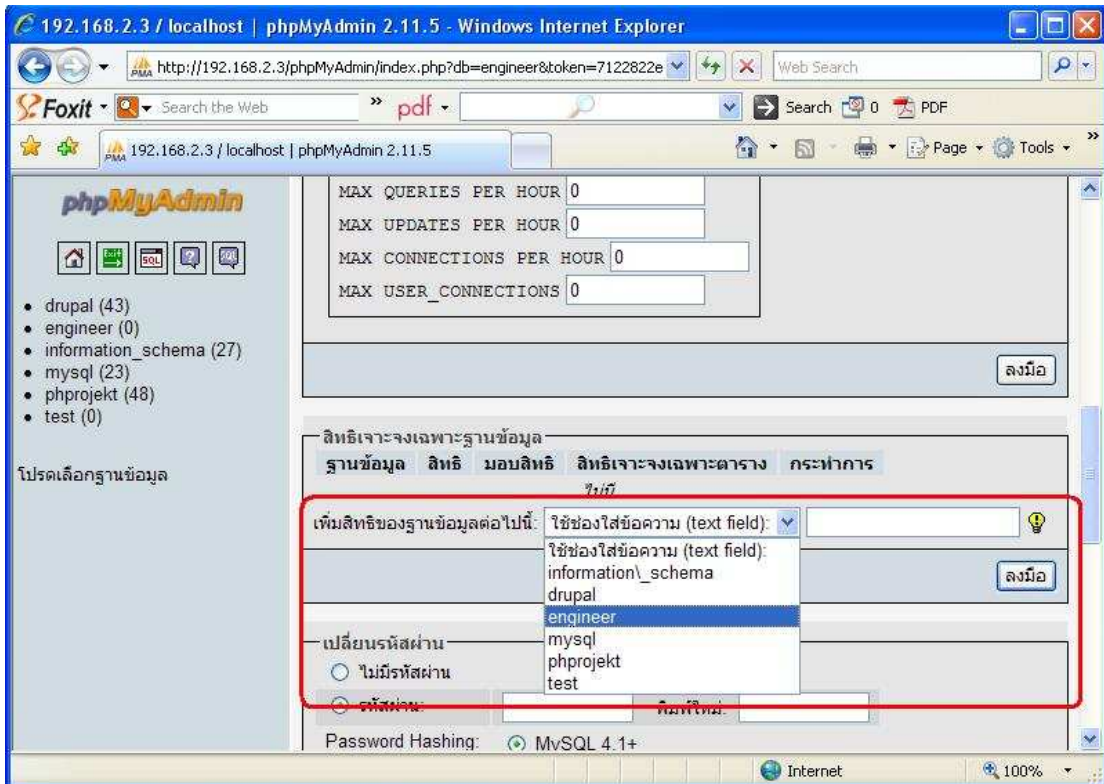 192.168.2.3 / localhost | phpMyAdmin 2.11.5 - Windows Internet Explorer
http://192.168.2.3/phpMyAdmin/index.php?db=engineer&token=7122822e
Web Search
Foxit
Search the Web
»
pdf
Search
0
PDF
192.168.2.3 / localhost | phpMyAdmin 2.11.5
Page
Tools
»
phpMyAdmin
Exit
SQL
SQL
drupal (43)
engineer (0)
information_schema (27)
mysql (23)
phprojekt (48)
test (0)
โปรดเลือกฐานข้อมูล
MAX QUERIES PER HOUR 0
MAX UPDATES PER HOUR 0
MAX CONNECTIONS PER HOUR 0
MAX USER_CONNECTIONS 0
ลงมือ
สิทธิเจาะจงเฉพาะฐานข้อมูล
ฐานข้อมูล สิทธิ มอบสิทธิ สิทธิเจาะจงเฉพาะตาราง กระทำการ
ไม่มี
เพิ่มสิทธิของฐานข้อมูลต่อไปนี้: ใช้ช่องใส่ข้อความ (text field):
ใช้ช่องใส่ข้อความ (text field):
information\_schema
drupal
engineer
mysql
phprojekt
test
ลงมือ
เปลี่ยนรหัสผ่าน
ไม่มีรหัสผ่าน
รหัสผ่าน:
พิมพ์ใหม่:
Password Hashing: MySQL 4.1+
Internet
100%